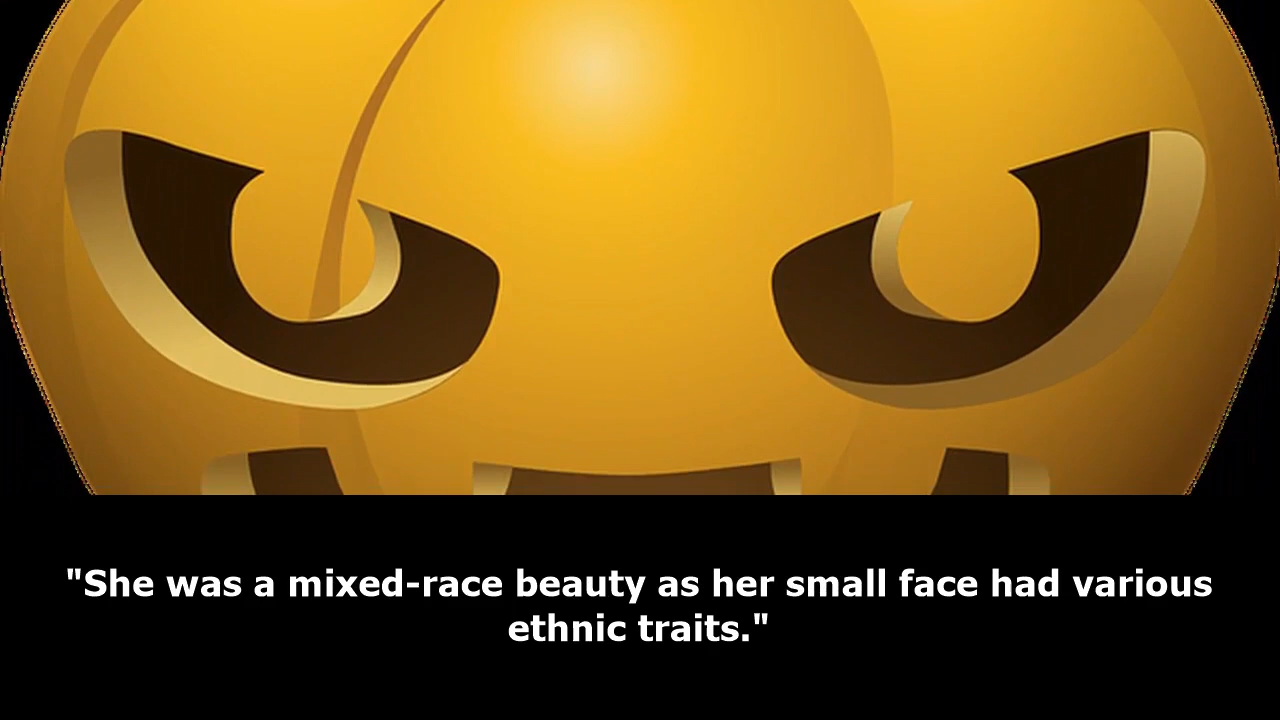 "She was a mixed-race beauty as her small face had various
ethnic traits."